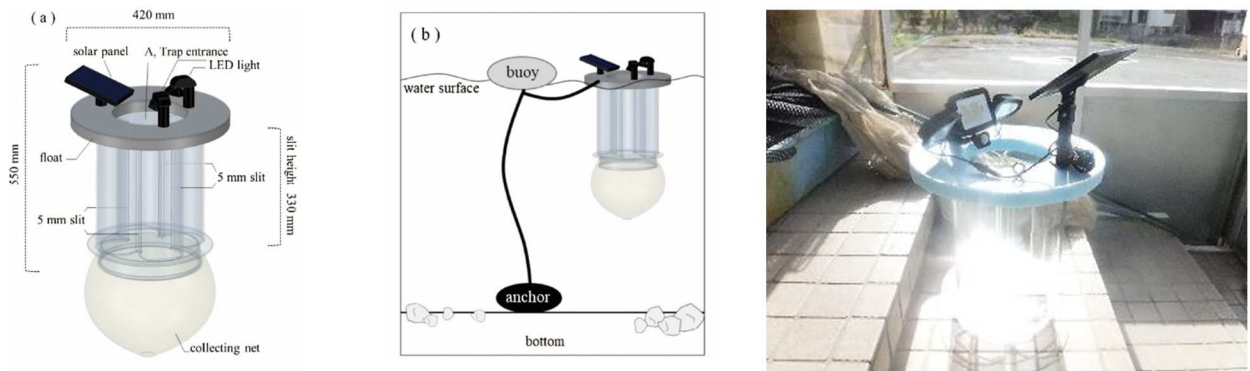 ( a )
420 mm
solar panel
A, Trap entrance
LED light
550 mm
float
5 mm slit
slit height 330 mm
5 mm slit
collecting net
( b )
buoy
water surface
anchor
bottom